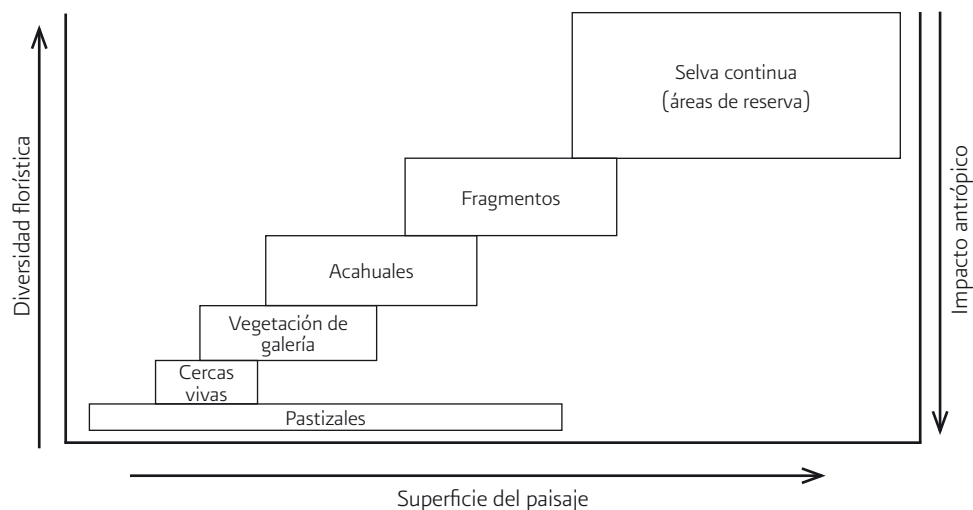 Diversidad florística
Selva continua
(áreas de reserva)
Fragmentos
Acahuales
Vegetación de
galería
Cercas
vivas
Pastizales
Impacto antrópico
Superficie del paisaje